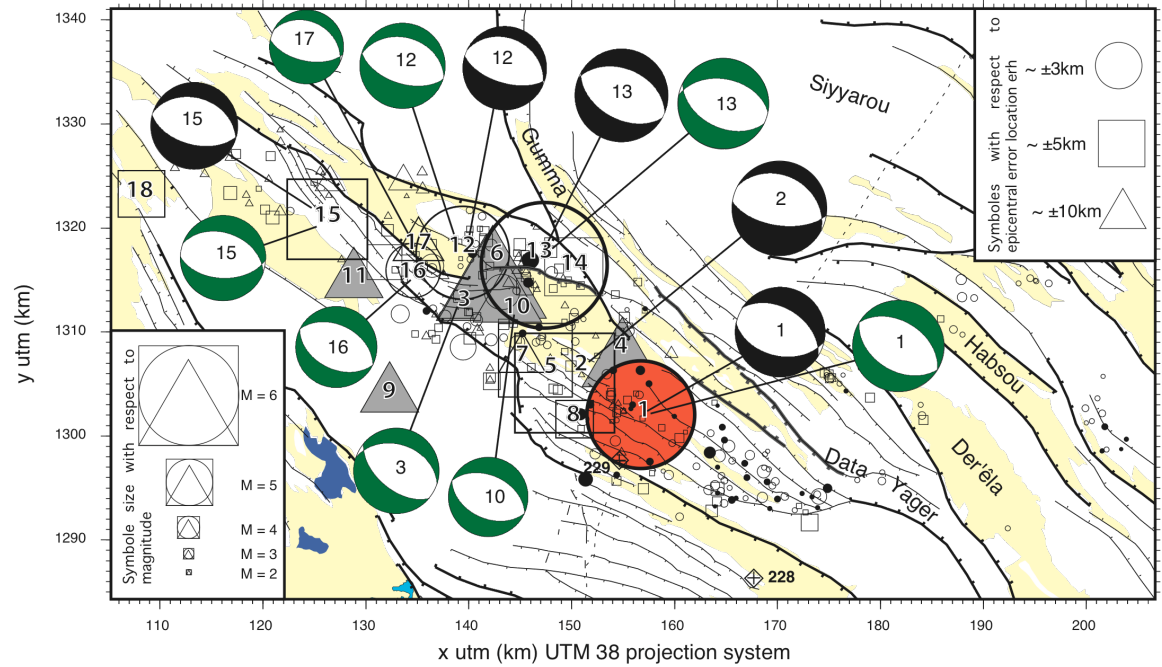 1340
1330
1320
1310
1300
1290
y utm (km)
110
120
130
140
150
160
170
180
190
200
x utm (km) UTM 38 projection system
17
12
12
13
13
15
2
15
1
1
16
3
10
18
15
17
12
6
13
14
16
11
3
10
7
5
2
4
9
8
1
229
228
Siyyarou
Gumma
Habsou
Der'êla
Data
Yager
Symboles with respect to
epicentral error location erh
~ ±3km
~ ±5km
~ ±10km
Symbole size with respect to
magnitude
M = 6
M = 5
M = 4
M = 3
M = 2